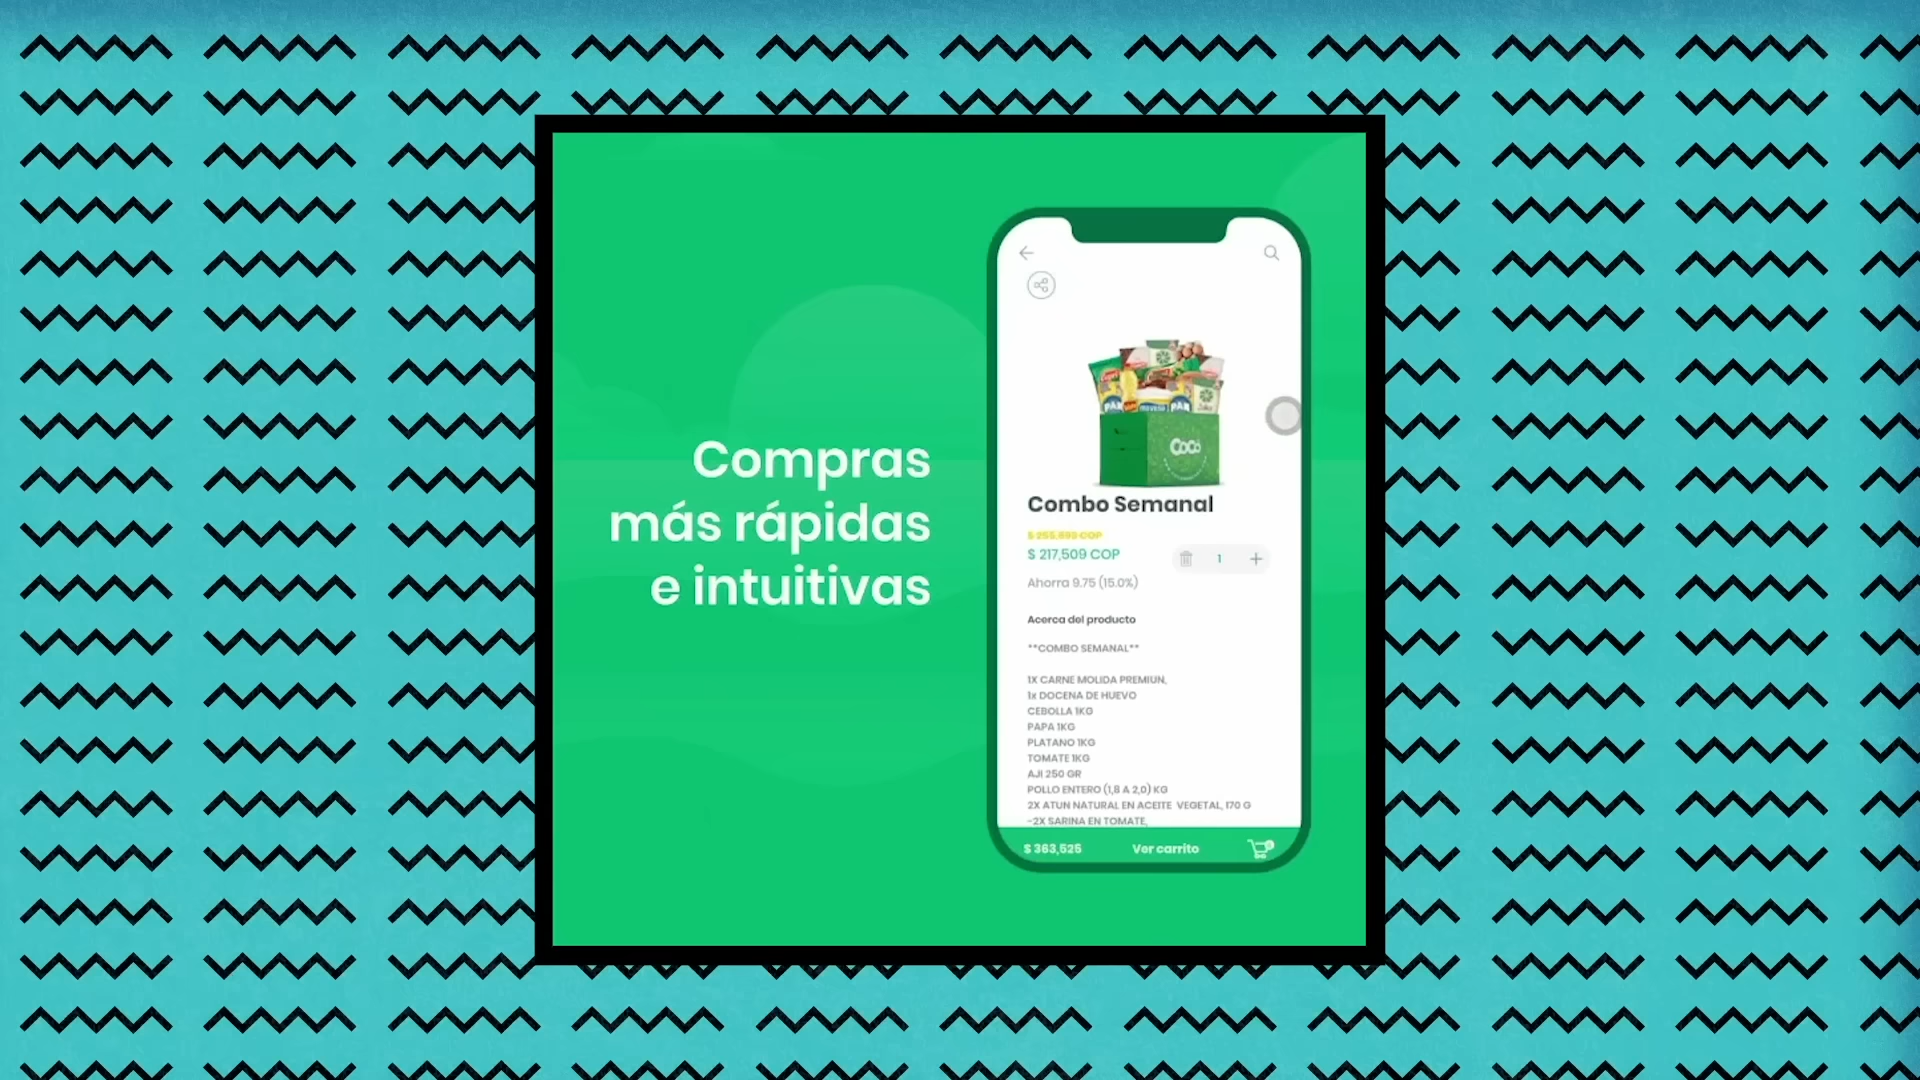 Compras
más rápidas
e intuitivas
PAN
PAN
Coco
Combo Semanal
$ 217,509 COP
1
Ahorra 9.75 (15.0%)
Acerca del producto
**COMBO SEMANAL**
1X CARNE MOLIDA PREMIUN,
1x DOCENA DE HUEVO
CEBOLLA 1KG
PAPA 1KG
PLATANO 1KG
TOMATE 1KG
AJI 250 GR
POLLO ENTERO (1,8 A 2,0) KG
2X ATUN NATURAL EN ACEITE VEGETAL, 170 G
-2X SARINA EN TOMATE,
$ 363,525 Ver carrito